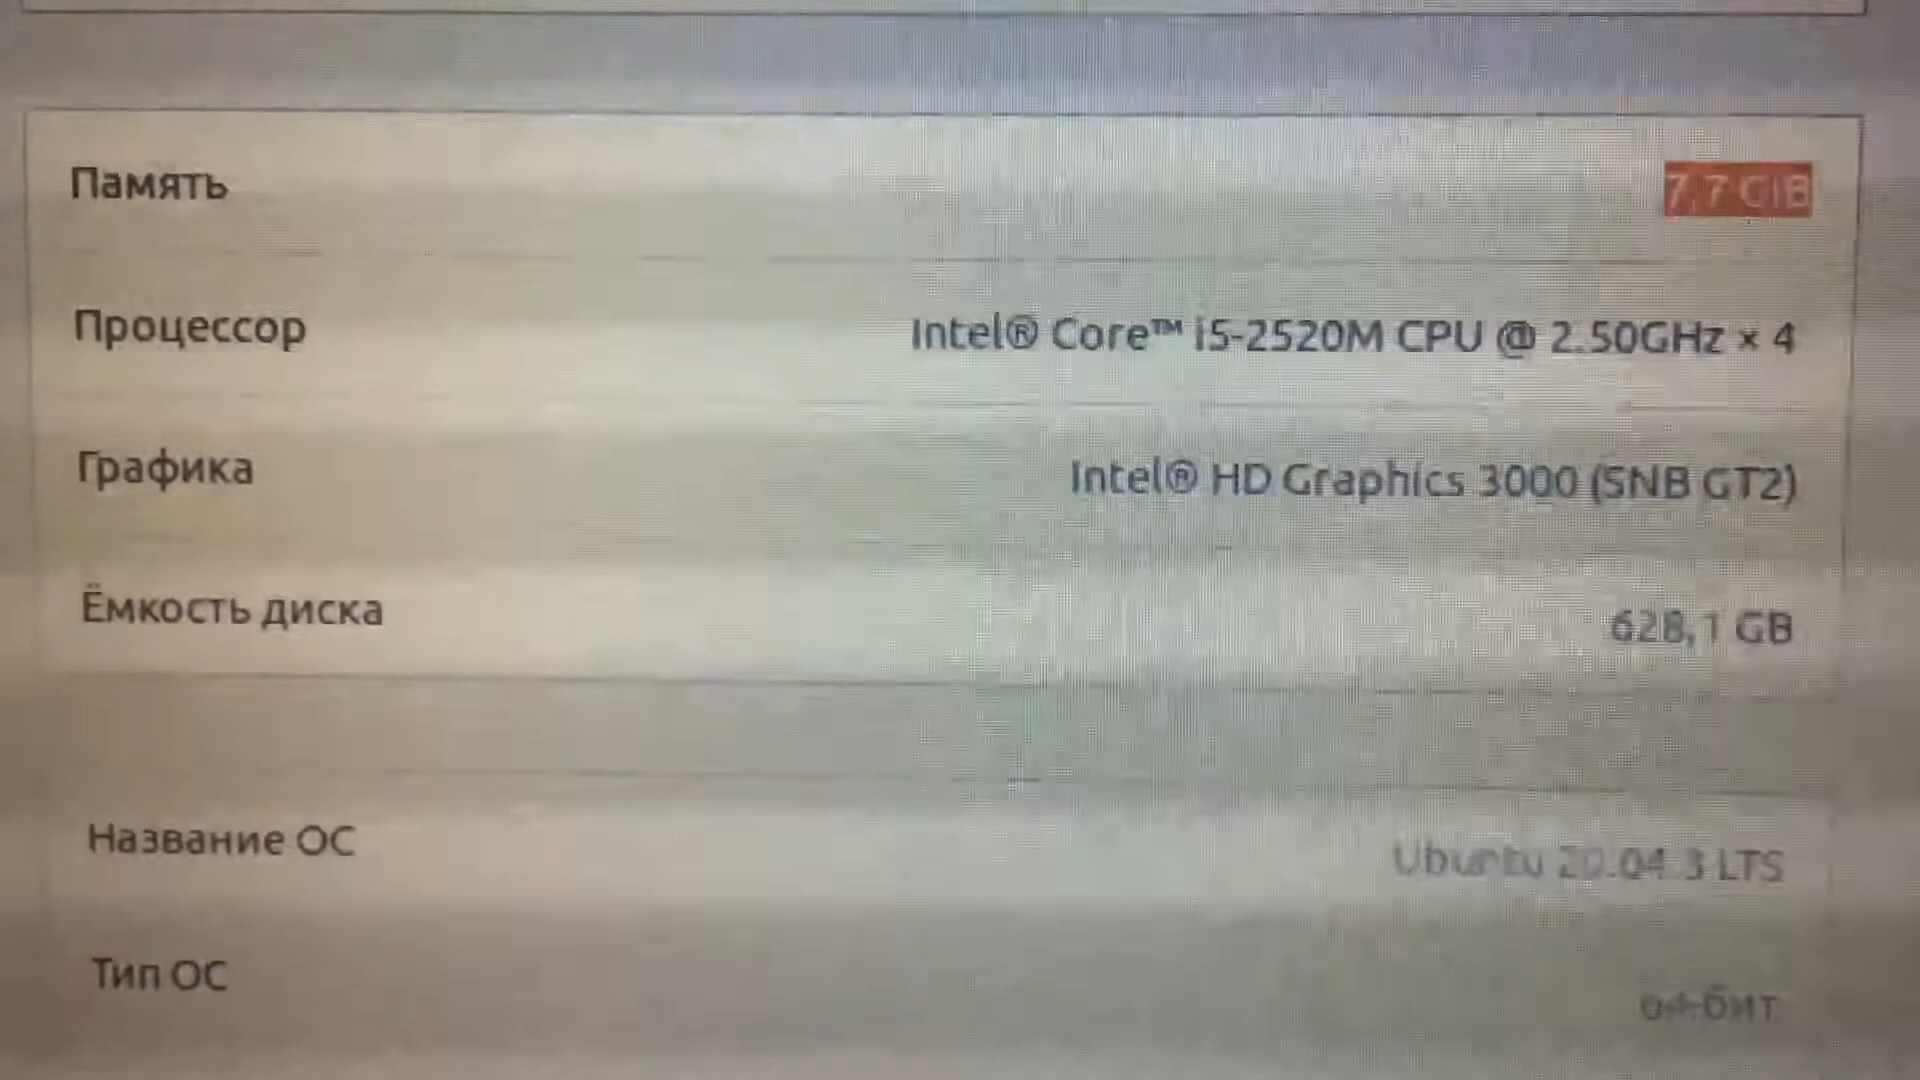 Память
7,7 GiB
Процессор
Intel® Core™ i5-2520M CPU @ 2.50GHz × 4
Графика
Intel® HD Graphics 3000 (SNB GT2)
Ёмкость диска
628,1 GB
Название ОС
Ubuntu 20.04.3 LTS
Тип ОС
64-бит